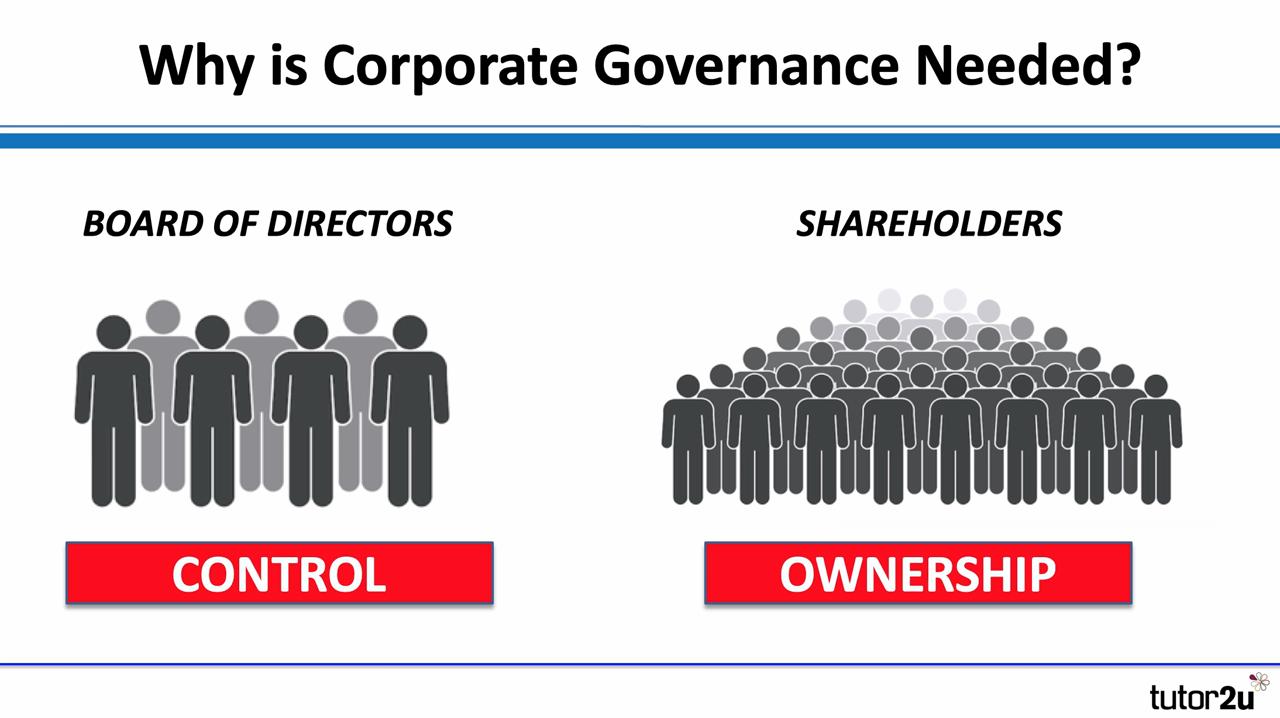 Why is Corporate Governance Needed?
BOARD OF DIRECTORS
SHAREHOLDERS
CONTROL
OWNERSHIP
tutor2u